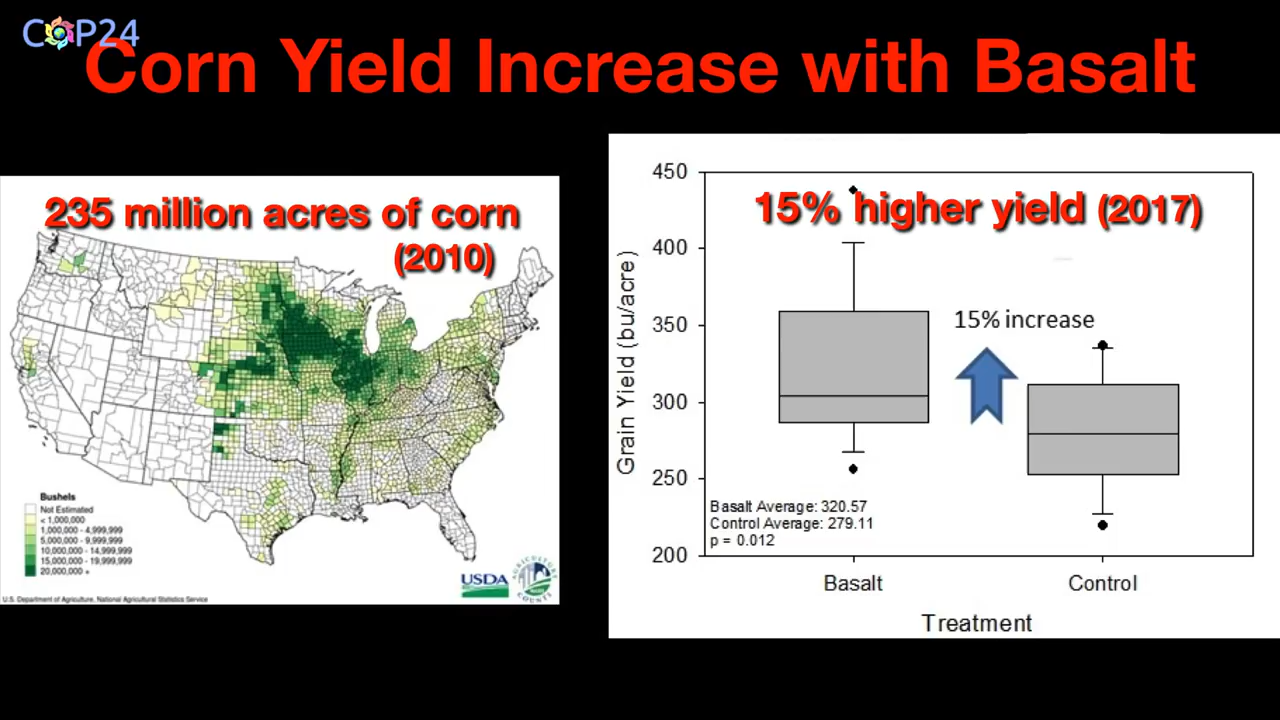 COP24
Corn Yield Increase with Basalt
235 million acres of corn
(2010)
Bushels
Not Estimated
< 1,000,000
1,000,000 - 4,999,999
5,000,000 - 9,999,999
10,000,000 - 14,999,999
15,000,000 - 19,999,999
20,000,000 +
U.S. Department of Agriculture, National Agricultural Statistics Service
USDA
AGRICULTURE
COUNTS
15% higher yield (2017)
450
400
350
300
250
200
Grain Yield (bu/acre)
15% increase
Basalt Average: 320.57
Control Average: 279.11
p = 0.012
Basalt
Control
Treatment